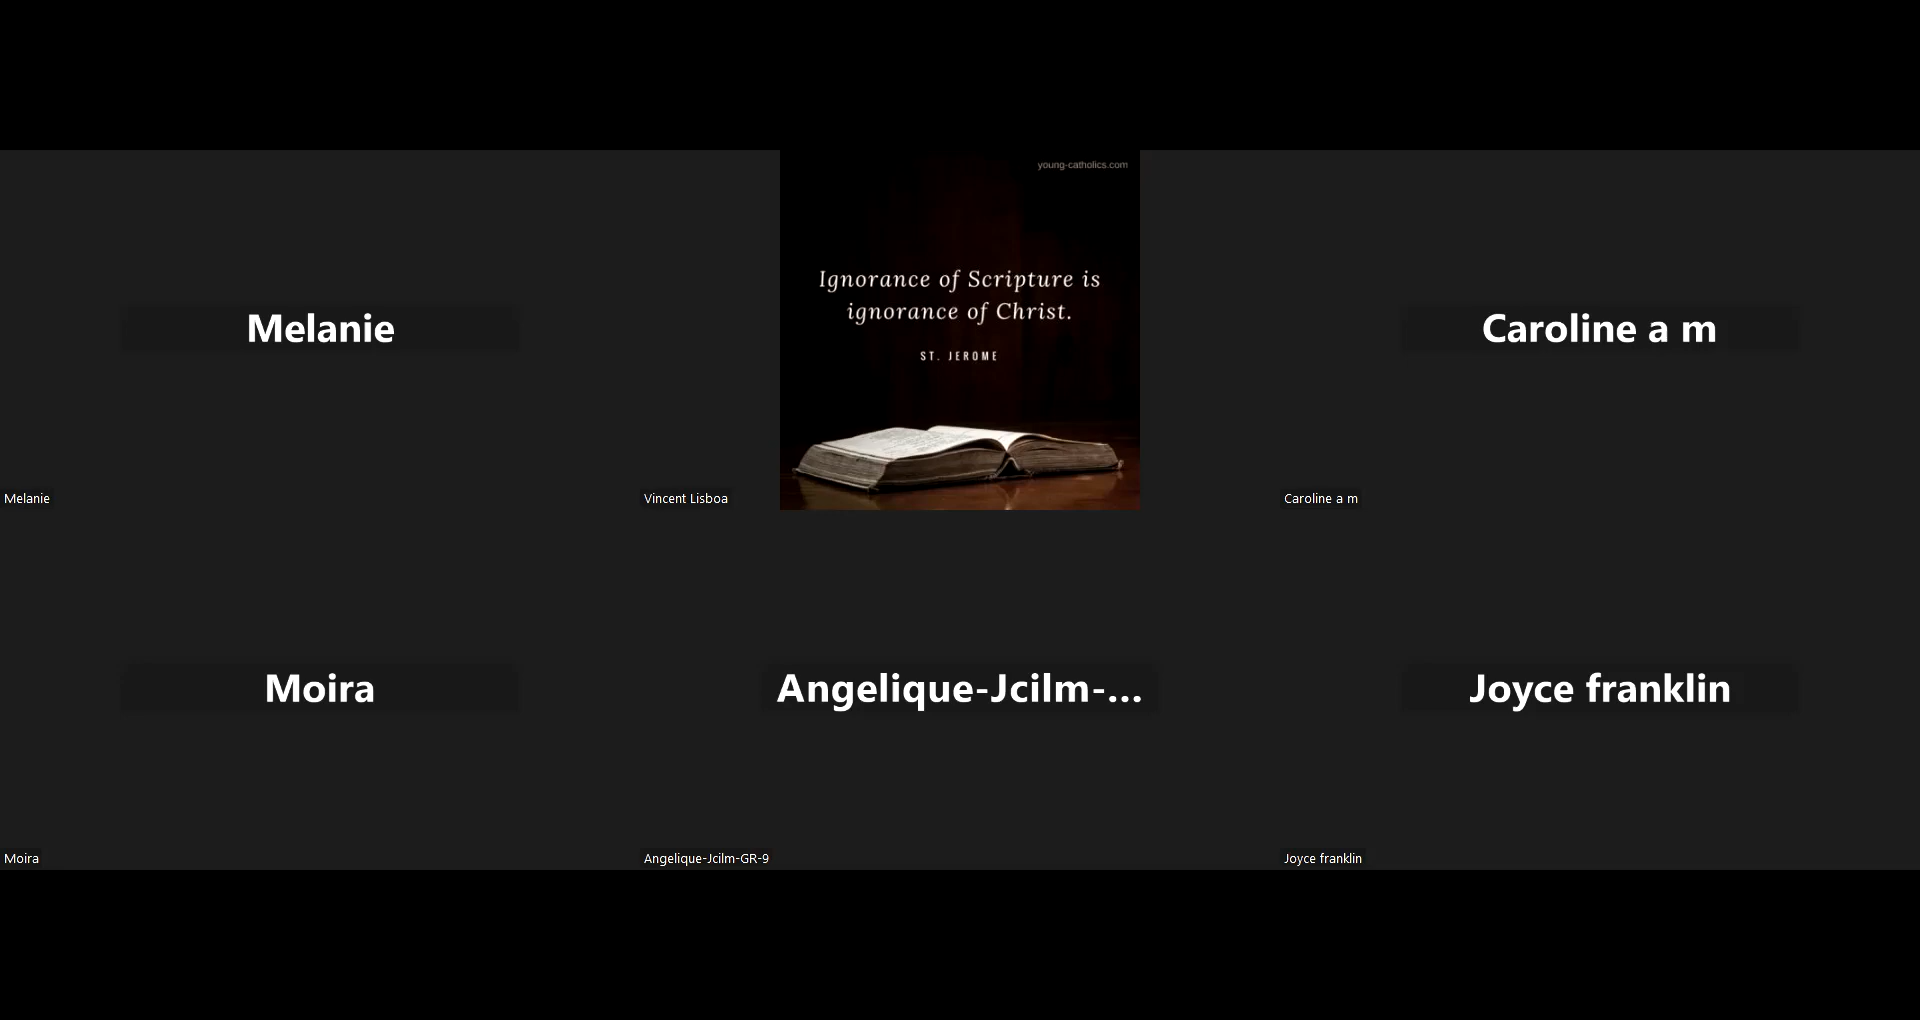 young-catholics.com
Ignorance of Scripture is
ignorance of Christ.
ST. JEROME
Melanie
Caroline a m
Melanie
Vincent Lisboa
Caroline a m
Moira
Angelique-Jcilm-...
Joyce franklin
Moira
Angelique-Jcilm-GR-9
Joyce franklin